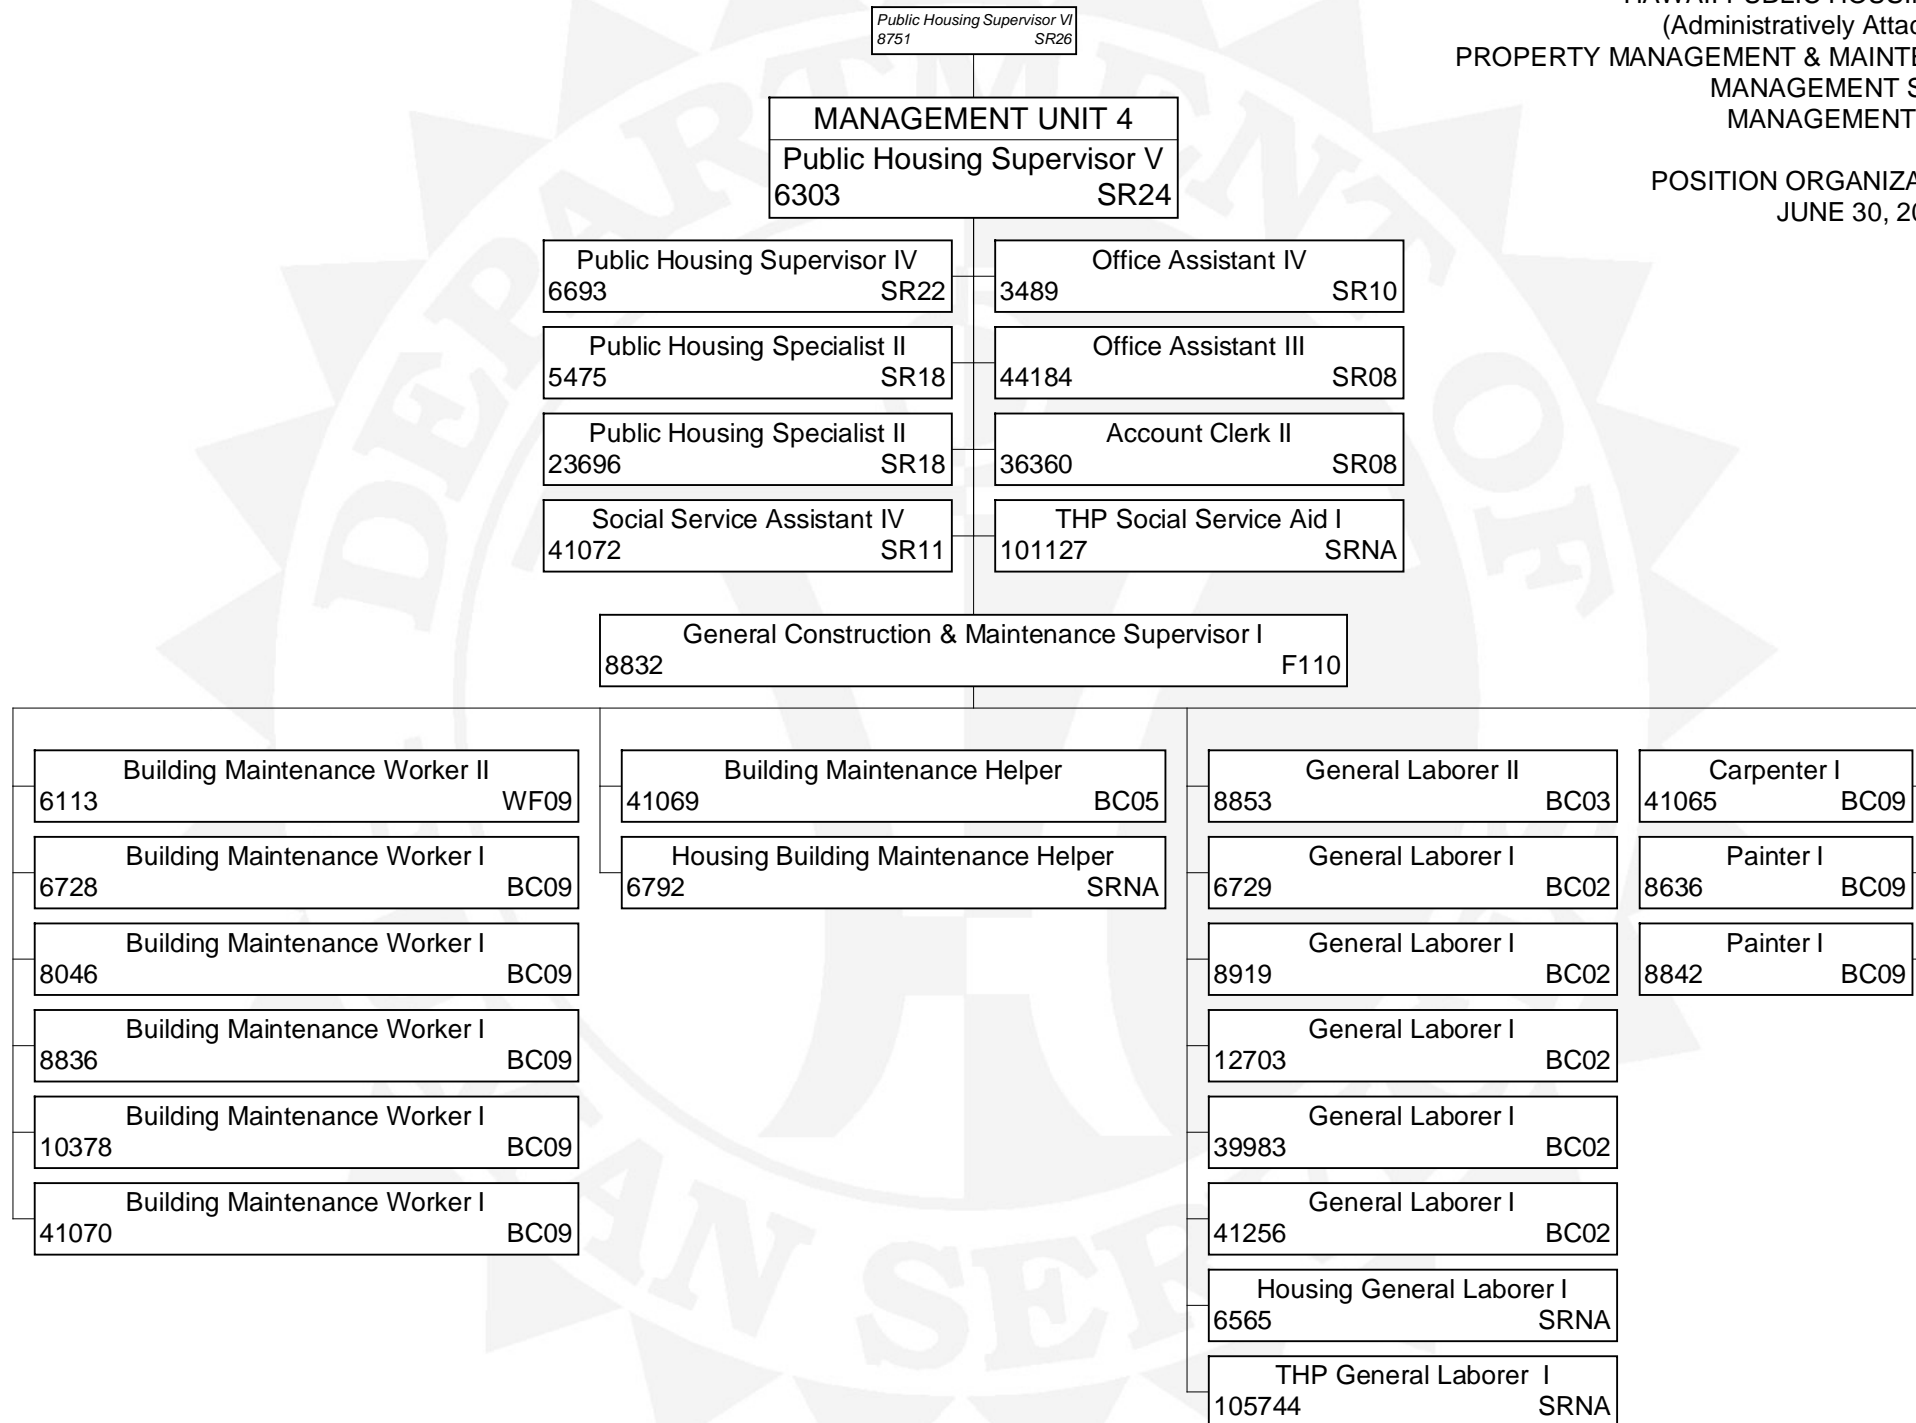 Public Housing Supervisor VI
8751 SR26
(Administratively
PROPERTY MANAGEMENT &
MANAGEMENT
MANAGEMENT
POSITION
JUNE 30,
MANAGEMENT UNIT 4
Public Housing Supervisor V
6303 SR24
Public Housing Supervisor IV
6693 SR22
Office Assistant IV
3489 SR10
Public Housing Specialist II
5475 SR18
Office Assistant III
44184 SR08
Public Housing Specialist II
23696 SR18
Account Clerk II
36360 SR08
Social Service Assistant IV
41072 SR11
THP Social Service Aid I
101127 SRNA
General Construction & Maintenance Supervisor I
8832 F110
Building Maintenance Worker II
6113 WF09
Building Maintenance Worker I
6728 BC09
Building Maintenance Worker I
8046 BC09
Building Maintenance Worker I
8836 BC09
Building Maintenance Worker I
10378 BC09
Building Maintenance Worker I
41070 BC09
Building Maintenance Helper
41069 BC05
Housing Building Maintenance Helper
6792 SRNA
General Laborer II
8853 BC03
General Laborer I
6729 BC02
General Laborer I
8919 BC02
General Laborer I
12703 BC02
General Laborer I
39983 BC02
General Laborer I
41256 BC02
Housing General Laborer I
6565 SRNA
THP General Laborer I
105744 SRNA
Carpenter I
41065 BC09
Painter I
8636 BC09
Painter I
8842 BC09
DEPARTMENT OF